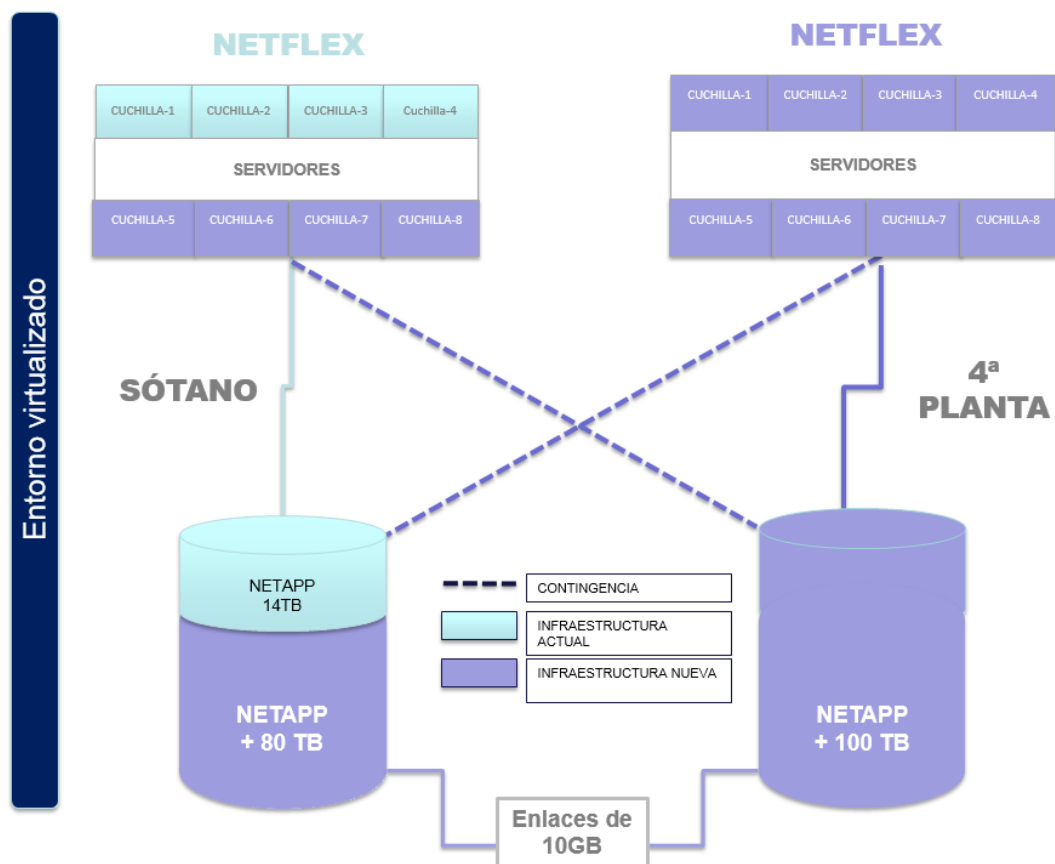 Entorno virtualizado
NETFLEX
CUCHILLA-1
CUCHILLA-2
CUCHILLA-3
Cuchilla-4
SERVIDORES
CUCHILLA-5
CUCHILLA-6
CUCHILLA-7
CUCHILLA-8
NETFLEX
CUCHILLA-1
CUCHILLA-2
CUCHILLA-3
CUCHILLA-4
SERVIDORES
CUCHILLA-5
CUCHILLA-6
CUCHILLA-7
CUCHILLA-8
SÓTANO
4ª
PLANTA
NETAPP
14TB
NETAPP
+ 80 TB
CONTINGENCIA
INFRAESTRUCTURA
ACTUAL
INFRAESTRUCTURA NUEVA
NETAPP
+ 100 TB
Enlaces de
10GB